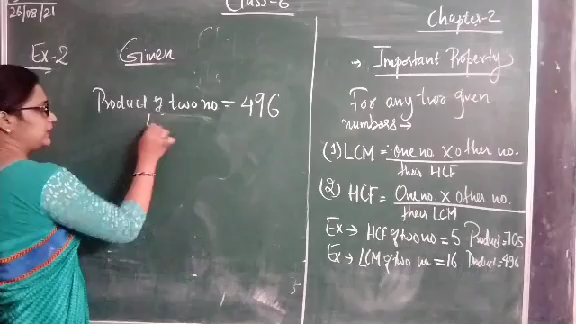 26/08/21
Class-6
Ex-2
Given
Product of two no = 496
Chapter-2
→ Important Property
For any two given
numbers →
(1) LCM = one no. x other no.
their HCF
(2) HCF = One no x other no.
their LCM
Ex → HCF of two no = 5 Product = 105
Ex → LCM of two no = 16 Product = 496